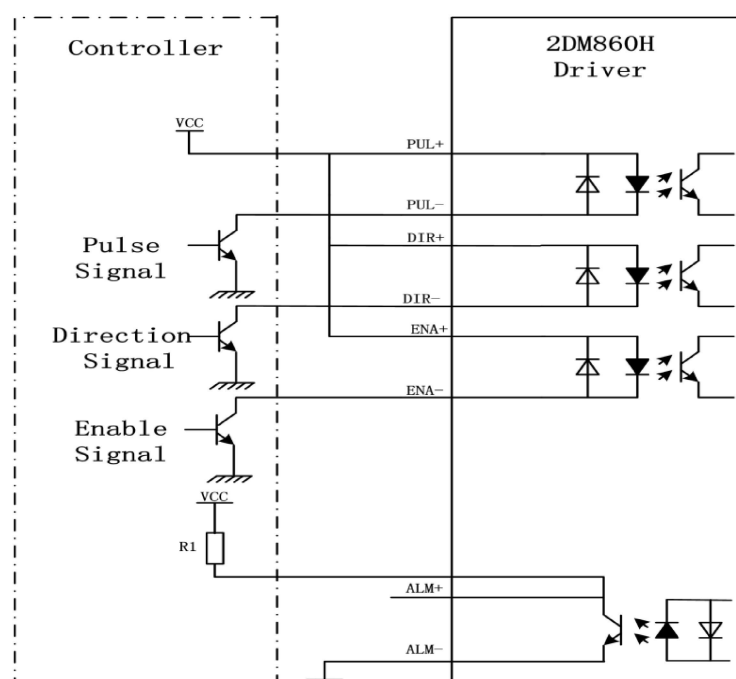 Controller
2DM860H
Driver
VCC
PUL+
PUL-
Pulse
Signal
DIR+
DIR-
Direction
Signal
ENA+
ENA-
Enable
Signal
VCC
R1
ALM+
ALM-